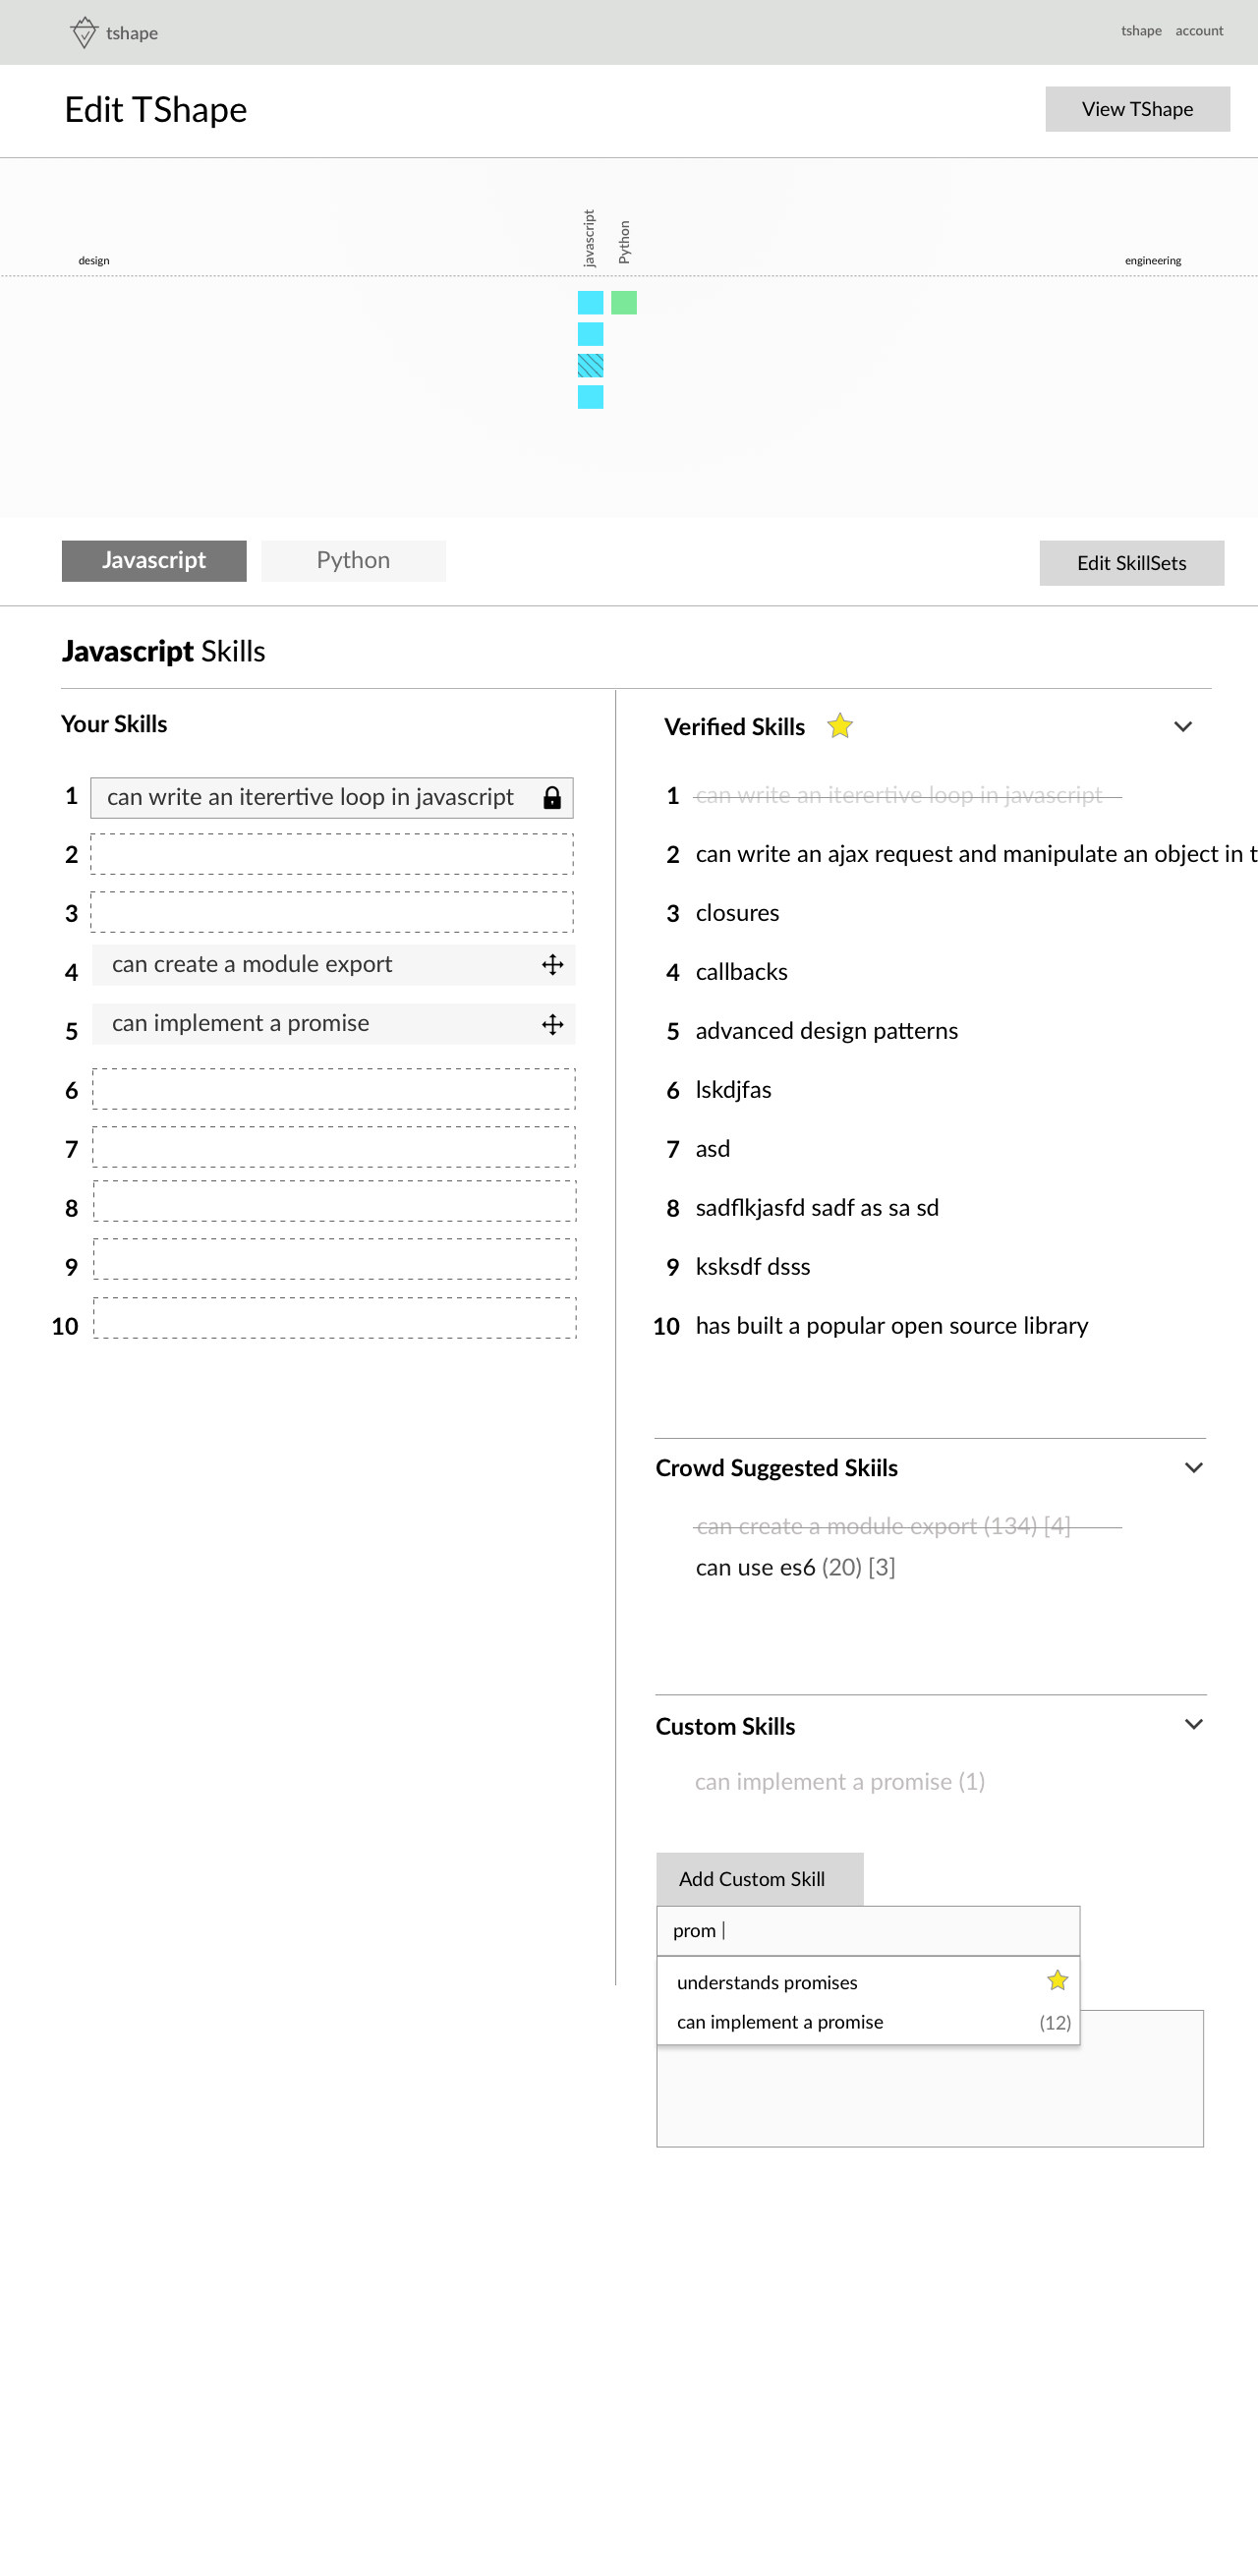 tshape
tshape account
Edit TShape
View TShape
javascript
Python
design
engineering
Javascript
Python
Edit SkillSets
Javascript Skills
Your Skills
1 can write an iterertive loop in javascript
2
3
4 can create a module export
5 can implement a promise
6
7
8
9
10
Verified Skills
1 can write an iterertive loop in javascript
2 can write an ajax request and manipulate an object in t
3 closures
4 callbacks
5 advanced design patterns
6 lskdjfas
7 asd
8 sadflkjasfd sadf as sa sd
9 ksksdf dsss
10 has built a popular open source library
Crowd Suggested Skiils
can create a module export (134) [4]
can use es6 (20) [3]
Custom Skills
can implement a promise (1)
Add Custom Skill
prom |
understands promises
can implement a promise (12)